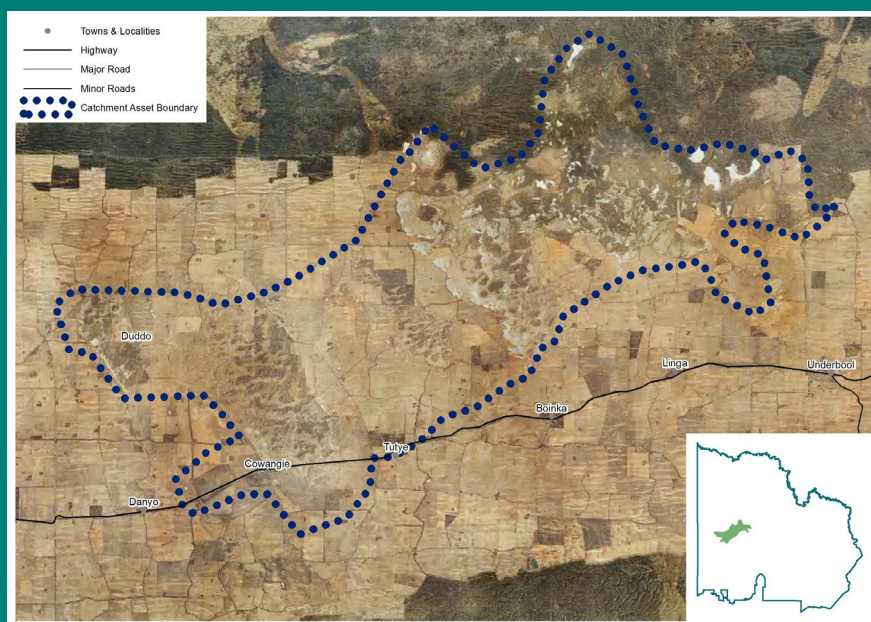 Towns & Localities
Highway
Major Road
Minor Roads
Catchment Asset Boundary
Duddo
Linga
Underbool
Boinka
Tutye
Cowangie
Danyo